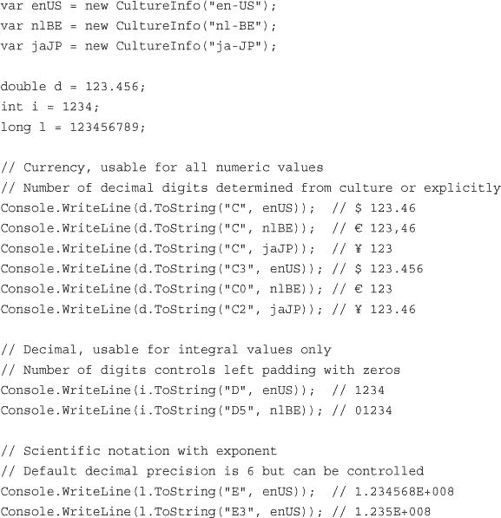 var enUS = new CultureInfo("en-US");
var nlBE = new CultureInfo("nl-BE");
var jaJP = new CultureInfo("ja-JP");
double d = 123.456;
int i = 1234;
long l = 123456789;
// Currency, usable for all numeric values
// Number of decimal digits determined from culture or explicitly
Console.WriteLine(d.ToString("C", enUS));  // $ 123.46
Console.WriteLine(d.ToString("C", nlBE));  // € 123,46
Console.WriteLine(d.ToString("C", jaJP));  // ¥ 123
Console.WriteLine(d.ToString("C3", enUS)); // $ 123.456
Console.WriteLine(d.ToString("C0", nlBE)); // € 123
Console.WriteLine(d.ToString("C2", jaJP)); // ¥ 123.46
// Decimal, usable for integral values only
// Number of digits controls left padding with zeros
Console.WriteLine(i.ToString("D", enUS));  // 1234
Console.WriteLine(i.ToString("D5", nlBE)); // 01234
// Scientific notation with exponent
// Default decimal precision is 6 but can be controlled
Console.WriteLine(l.ToString("E", enUS));  // 1.234568E+008
Console.WriteLine(l.ToString("E3", enUS)); // 1.235E+008